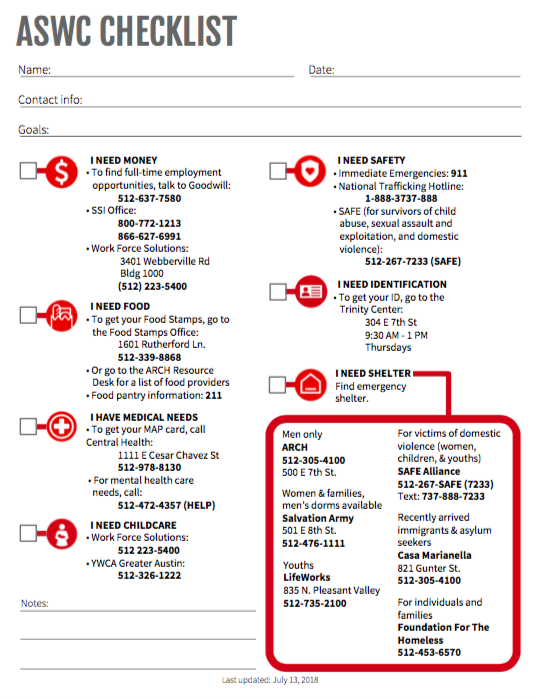 ASWC CHECKLIST
Name:
Date:
Contact info:
Goals:
I NEED MONEY
• To find full-time employment
opportunities, talk to Goodwill:
512-637-7580
• SSI Office:
800-772-1213
866-627-6991
• Work Force Solutions:
3401 Webberville Rd
Bldg 1000
(512) 223-5400
I NEED FOOD
• To get your Food Stamps, go to
the Food Stamps Office:
1601 Rutherford Ln.
512-339-8868
• Or go to the ARCH Resource
Desk for a list of food providers
• Food pantry information: 211
I HAVE MEDICAL NEEDS
• To get your MAP card, call
Central Health:
1111 E Cesar Chavez St
512-978-8130
• For mental health care
needs, call:
512-472-4357 (HELP)
I NEED CHILDCARE
• Work Force Solutions:
512 223-5400
• YWCA Greater Austin:
512-326-1222
Notes:
I NEED SAFETY
• Immediate Emergencies: 911
• National Trafficking Hotline:
1-888-3737-888
• SAFE (for survivors of child
abuse, sexual assault and
exploitation, and domestic
violence):
512-267-7233 (SAFE)
I NEED IDENTIFICATION
• To get your ID, go to the
Trinity Center:
304 E 7th St
9:30 AM - 1 PM
Thursdays
I NEED SHELTER
Find emergency
shelter.
Men only
ARCH
512-305-4100
500 E 7th St.
Women & families,
men's dorms available
Salvation Army
501 E 8th St.
512-476-1111
Youths
LifeWorks
835 N. Pleasant Valley
512-735-2100
For victims of domestic
violence (women,
children, & youths)
SAFE Alliance
512-267-SAFE (7233)
Text: 737-888-7233
Recently arrived
immigrants & asylum
seekers
Casa Marianella
821 Gunter St.
512-305-4100
For individuals and
families
Foundation For The
Homeless
512-453-6570
Last updated: July 13, 2018